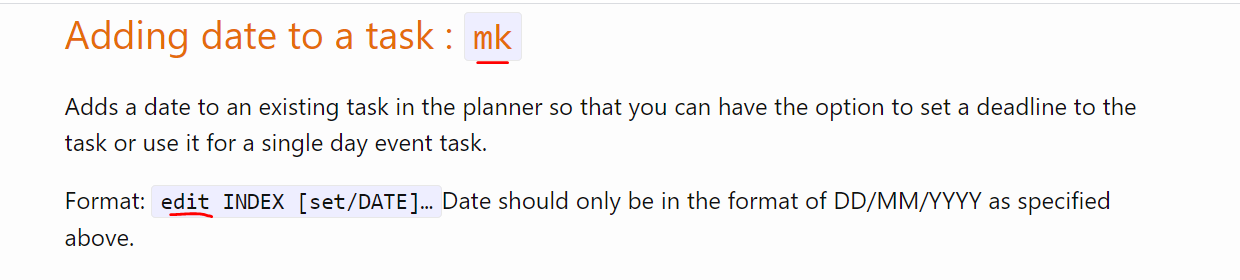 Adding date to a task : mk
Adds a date to an existing task in the planner so that you can have the option to set a deadline to the
task or use it for a single day event task.
Format: edit INDEX [set/DATE]… Date should only be in the format of DD/MM/YYYY as specified
above.